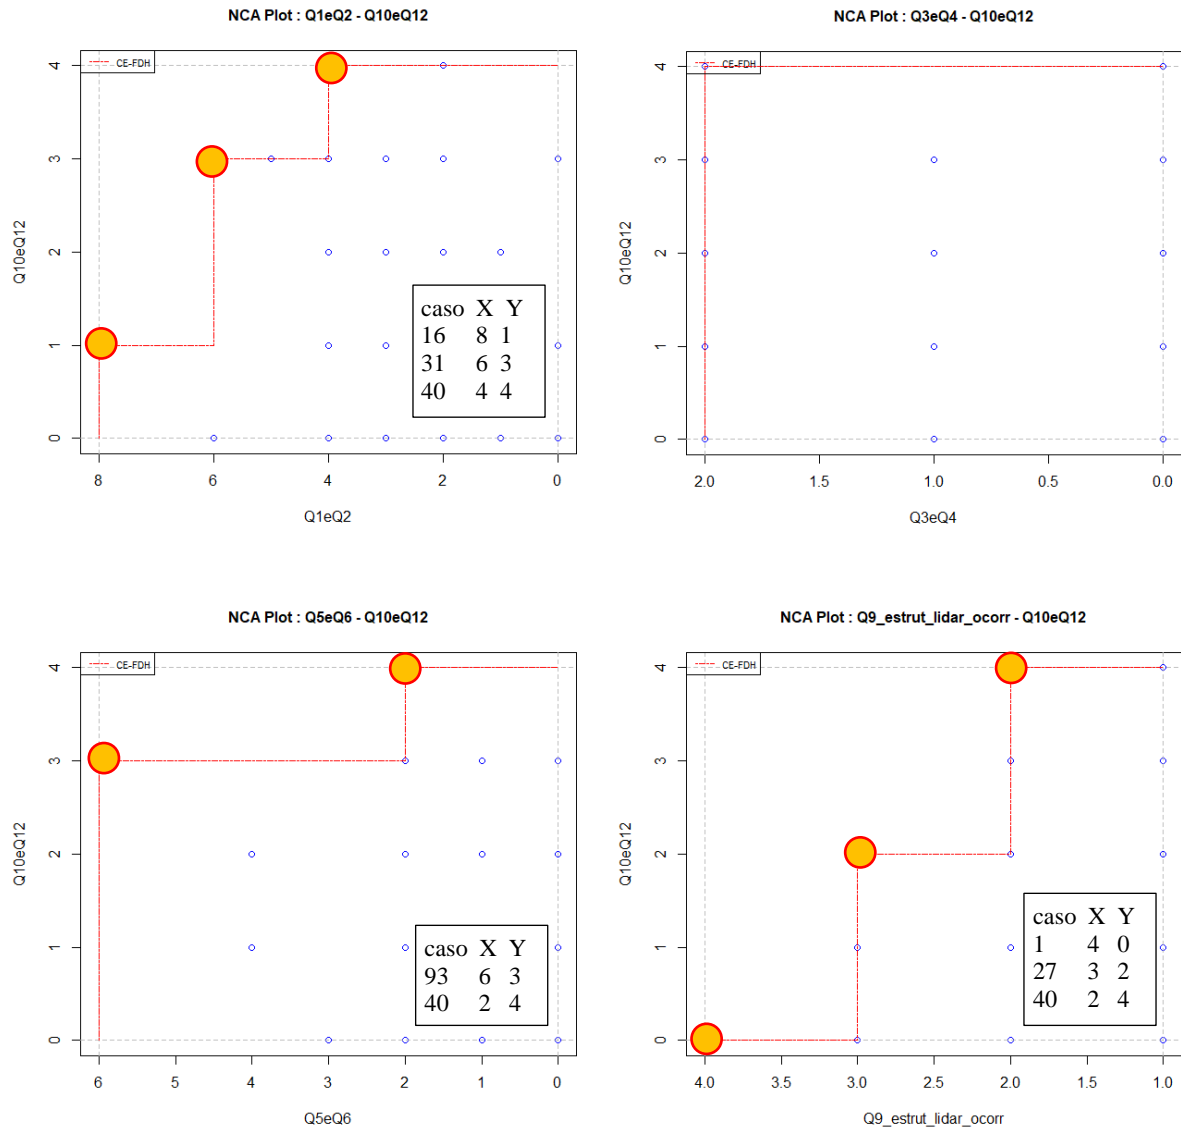 NCA Plot : Q1eQ2 - Q10eQ12
CE-FDH
4
3
2
1
0
Q10eQ12
caso X Y
16 8 1
31 6 3
40 4 4
8 6 4 2 0
Q1eQ2
NCA Plot : Q3eQ4 - Q10eQ12
CE-FDH
4
3
2
1
0
Q10eQ12
2.0 1.5 1.0 0.5 0.0
Q3eQ4
NCA Plot : Q5eQ6 - Q10eQ12
CE-FDH
4
3
2
1
0
Q10eQ12
caso X Y
93 6 3
40 2 4
6 5 4 3 2 1 0
Q5eQ6
NCA Plot : Q9_estrut_lidar_ocorr - Q10eQ12
CE-FDH
4
3
2
1
0
Q10eQ12
caso X Y
1 4 0
27 3 2
40 2 4
4.0 3.5 3.0 2.5 2.0 1.5 1.0
Q9_estrut_lidar_ocorr